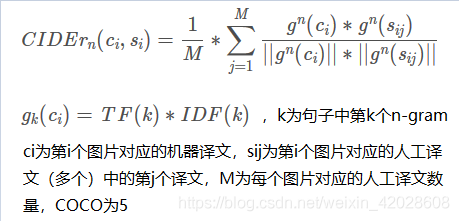 CIDEr_n(c_i, s_i) = \frac{1}{M} * \sum_{j=1}^{M} \frac{g^n(c_i) * g^n(s_{ij})}{||g^n(c_i)|| * ||g^n(s_{ij})||}
g_k(c_i) = TF(k) * IDF(k) ，k为句子中第k个n-gram
ci为第i个图片对应的机器译文，sij为第i个图片对应的人工译
文（多个）中的第j个译文，M为每个图片对应的人工译文数
量，COCO为5
https://blog.csdn.net/weixin_42028608